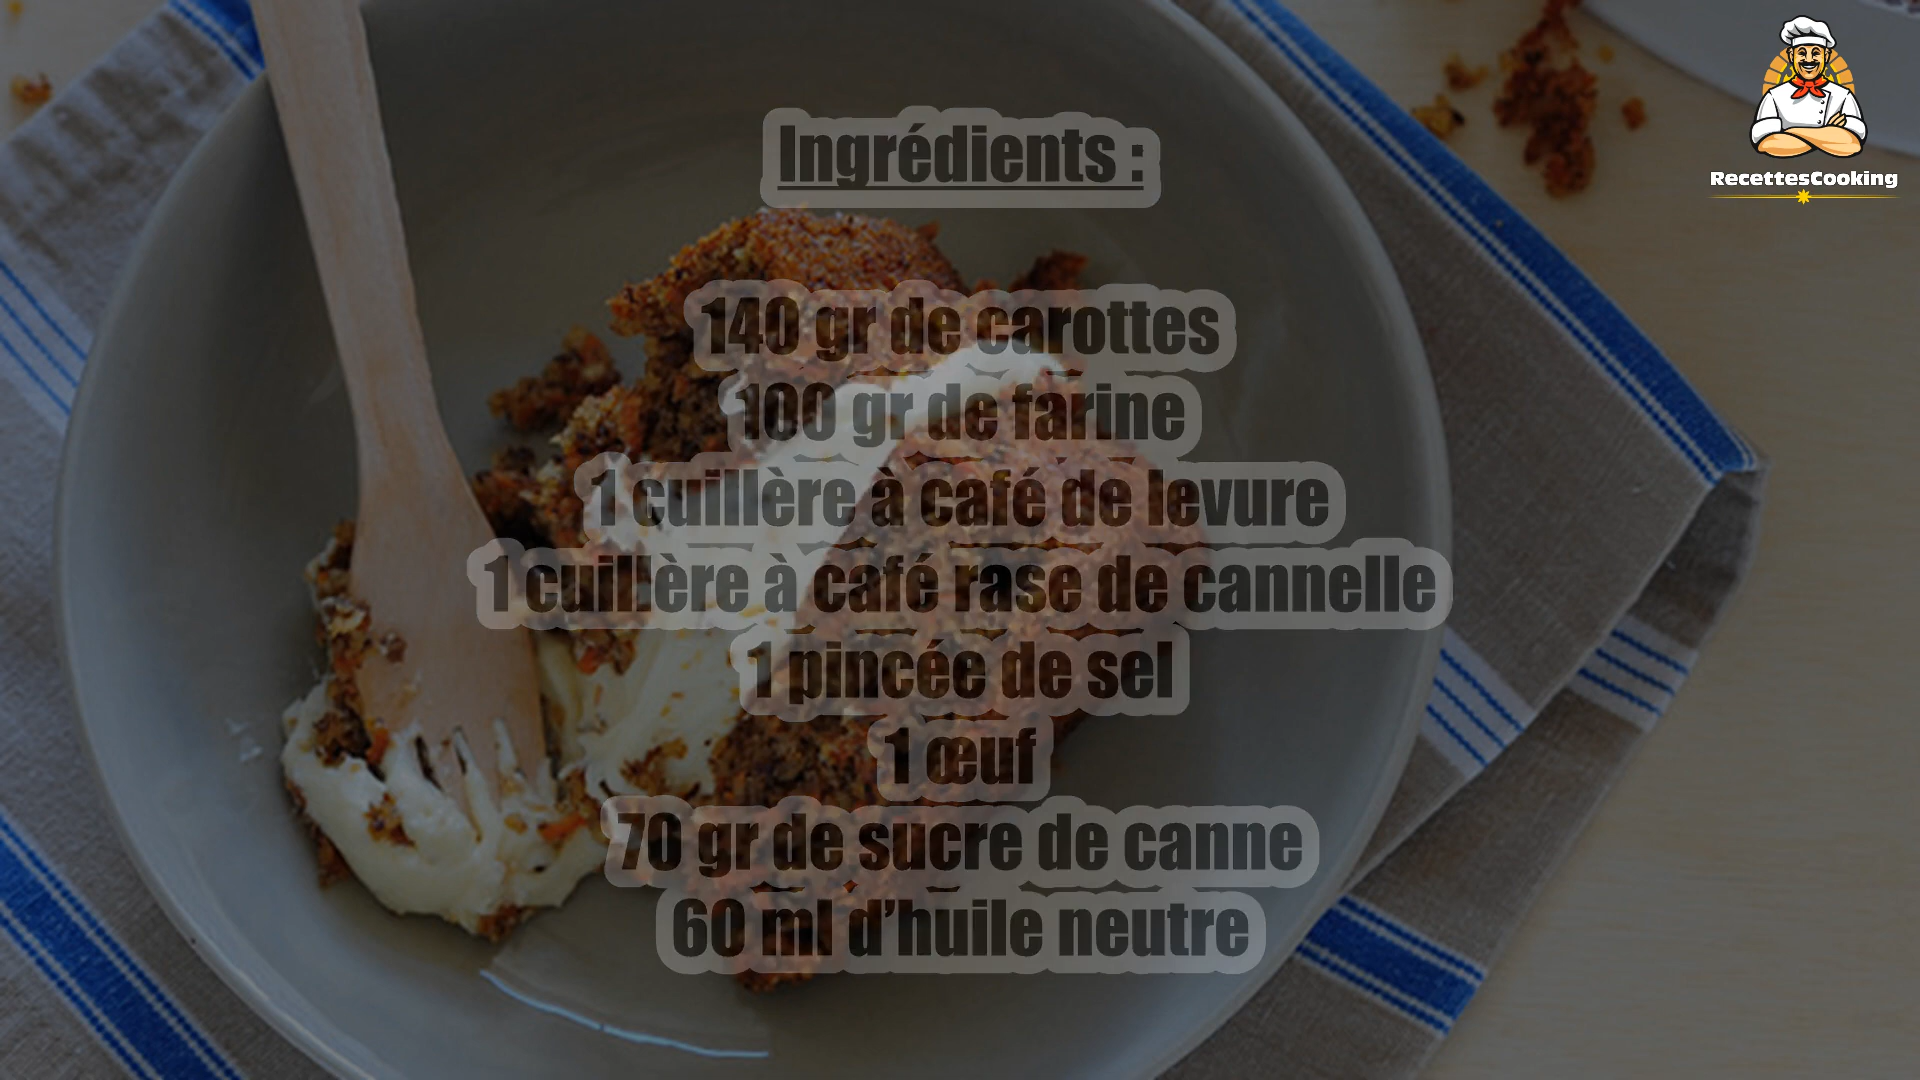 RecettesCooking
Ingrédients :
140 gr de carottes
100 gr de farine
1 cuillère à café de levure
1 cuillère à café rase de cannelle
1 pincée de sel
1 œuf
70 gr de sucre de canne
60 ml d’huile neutre